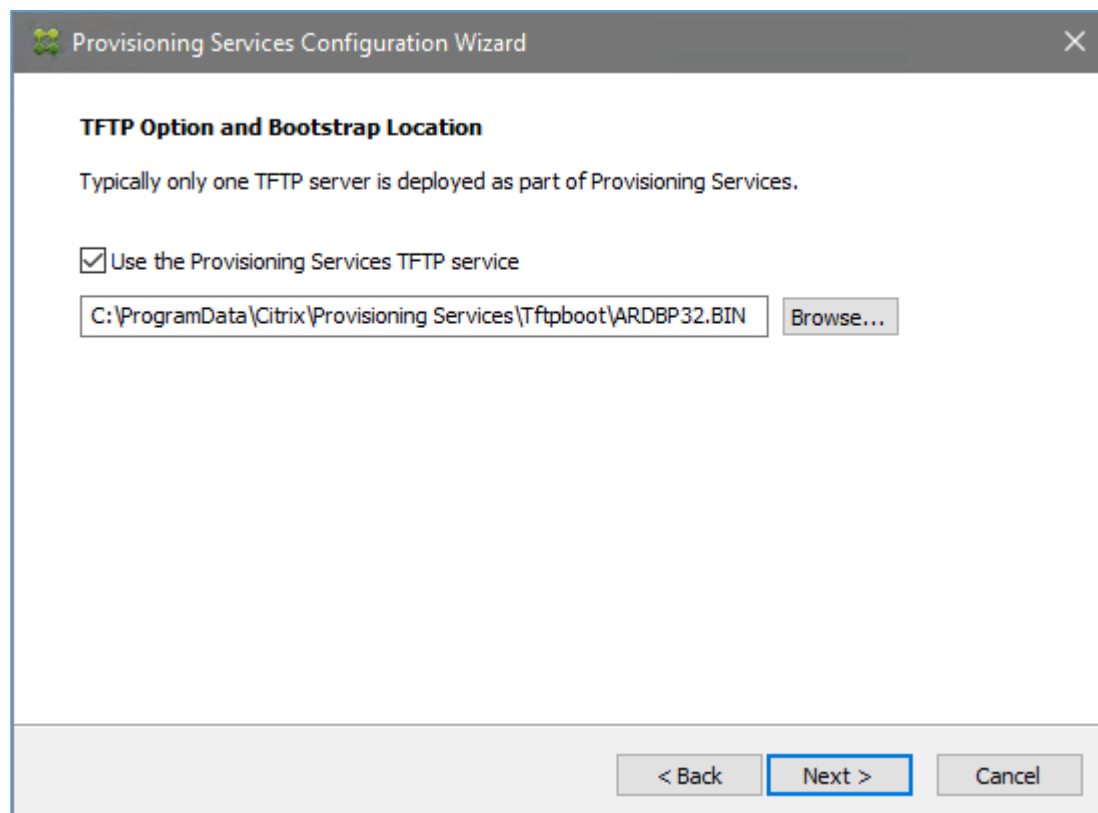 Provisioning Services Configuration Wizard
TFTP Option and Bootstrap Location
Typically only one TFTP server is deployed as part of Provisioning Services.
Use the Provisioning Services TFTP service
C:\ProgramData\Citrix\Provisioning Services\Tftpboot\ARDBP32.BIN
Browse...
< Back
Next >
Cancel